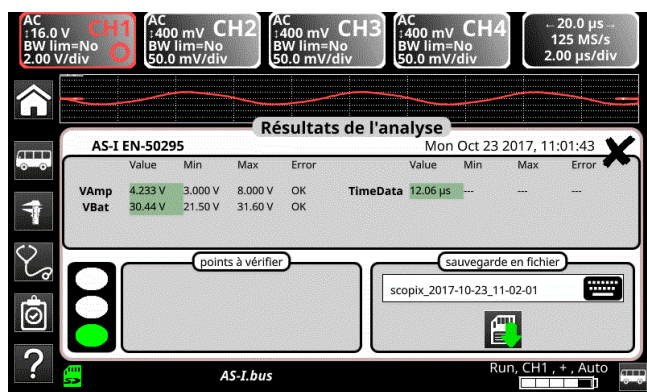 AC
↕16.0 V CH1
BW lim=No
2.00 V/div
AC
↕400 mV CH2
BW lim=No
50.0 mV/div
AC
↕400 mV CH3
BW lim=No
50.0 mV/div
AC
↕400 mV CH4
BW lim=No
50.0 mV/div
←20.0 µs→
125 MS/s
2.00 µs/div
Résultats de l'analyse
AS-I EN-50295 Mon Oct 23 2017, 11:01:43
Value Min Max Error Value Min Max Error
VAmp 4.233 V 3.000 V 8.000 V OK TimeData 12.06 µs --- --- ---
VBat 30.44 V 21.50 V 31.60 V OK
points à vérifier
sauvegarde en fichier
scopix_2017-10-23_11-02-01
?
AS-I.bus
Run, CH1 , + , Auto